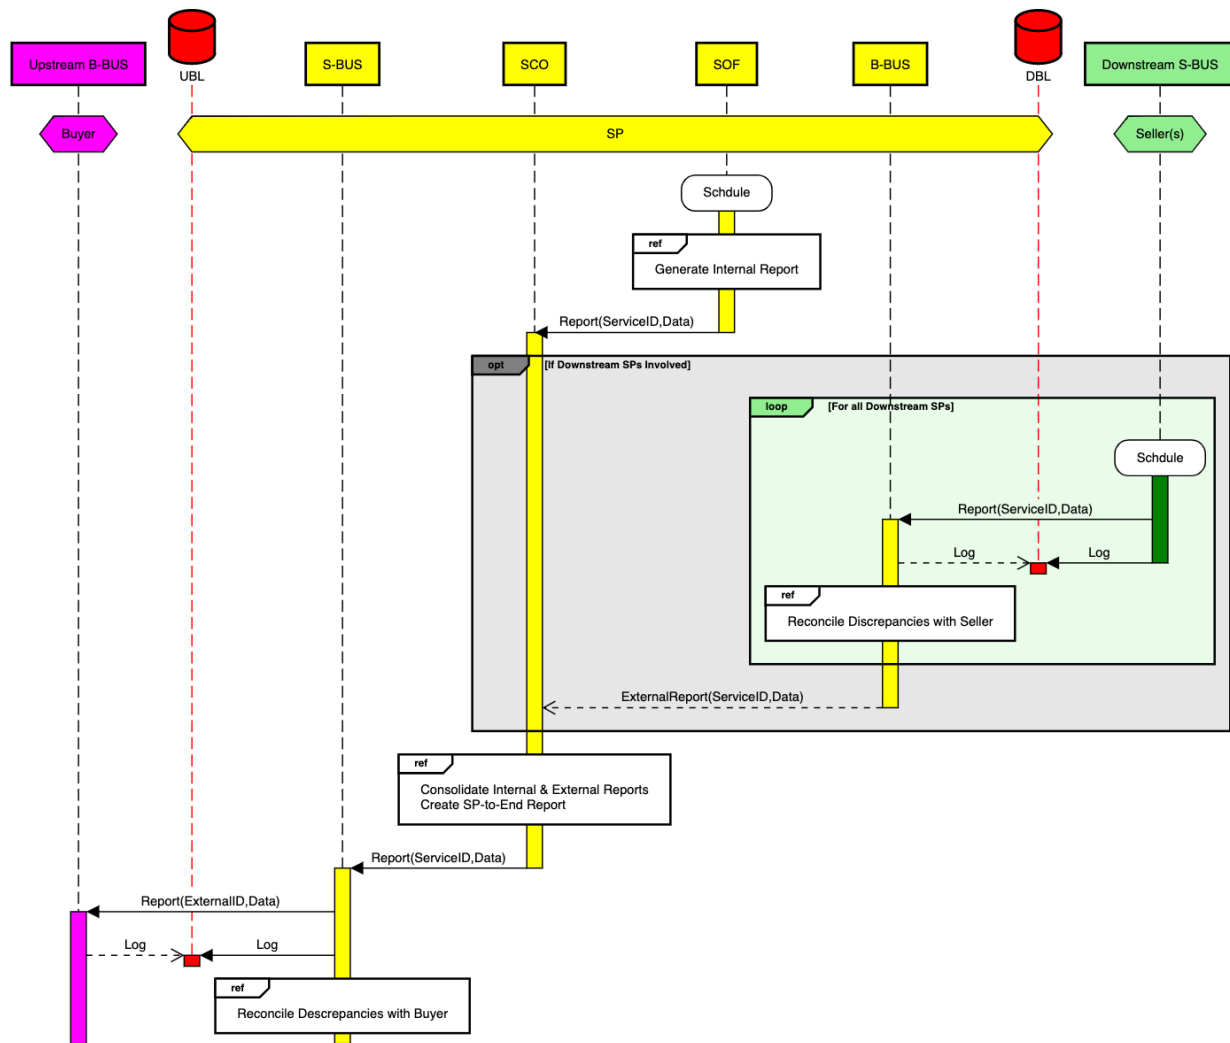 Upstream B-BUS
UBL
S-BUS
SCO
SOF
B-BUS
DBL
Downstream S-BUS
Buyer
SP
Seller(s)
Schdule
ref
Generate Internal Report
Report(ServiceID,Data)
opt
[If Downstream SPs Involved]
loop
[For all Downstream SPs]
Schdule
Report(ServiceID,Data)
Log
Log
ref
Reconcile Discrepancies with Seller
ExternalReport(ServiceID,Data)
ref
Consolidate Internal & External Reports
Create SP-to-End Report
Report(ServiceID,Data)
Report(ExternalID,Data)
Log
Log
ref
Reconcile Descrepancies with Buyer